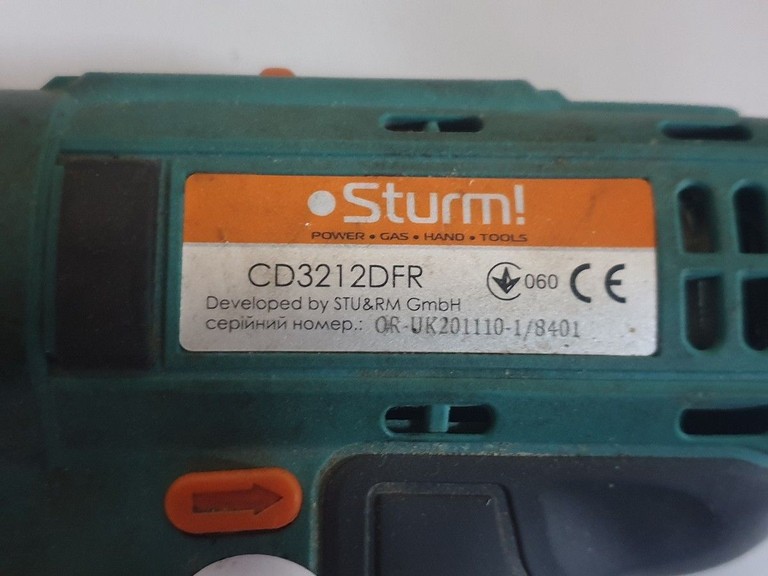 Sturm!
POWER • GAS • HAND • TOOLS
CD3212DFR 060 CE
Developed by STU&RM GmbH
серійний номер.: OR-UK201110-1/8401